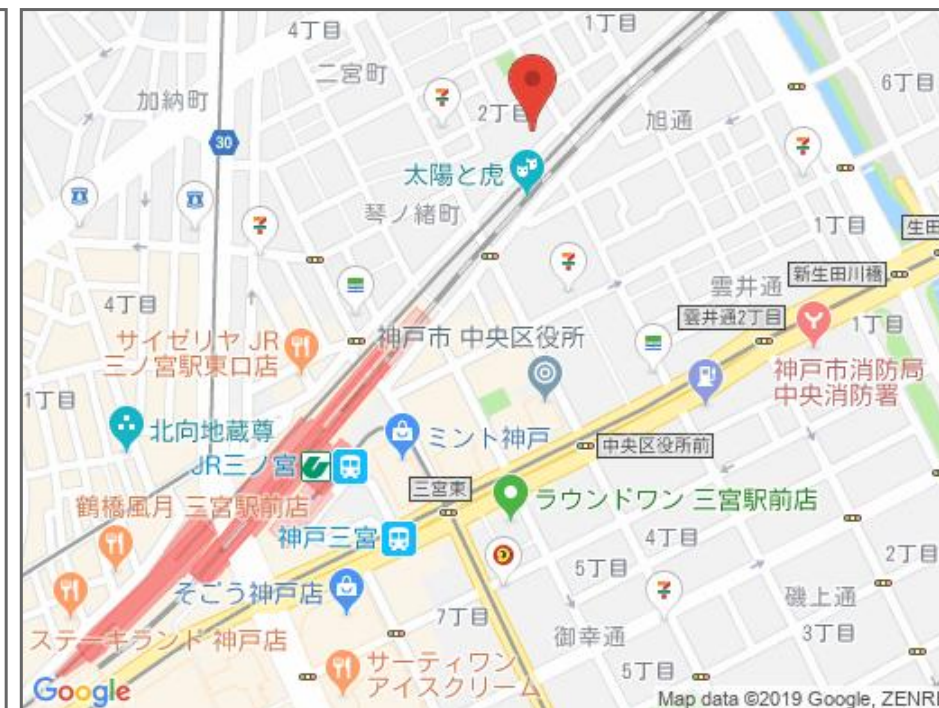 4丁目
1丁目
二宮町
加納町
6丁目
2丁目
旭通
30
太陽と虎
琴ノ緒町
1丁目
生田
新生田川橋
雲井通
4丁目
雲井通2丁目
1丁目
サイゼリヤ JR
三ノ宮駅東口店
神戸市 中央区役所
神戸市消防局
中央消防署
1丁目
北向地蔵尊
ミント神戸
中央区役所前
JR三ノ宮
三宮東
鶴橋風月 三宮駅前店
ラウンドワン 三宮駅前店
神戸三宮
4丁目
2丁目
5丁目
そごう神戸店
磯上通
7丁目
3丁目
ステーキランド 神戸店
御幸通
サーティワン
アイスクリーム
5丁目
Google
Map data ©2019 Google, ZENRI